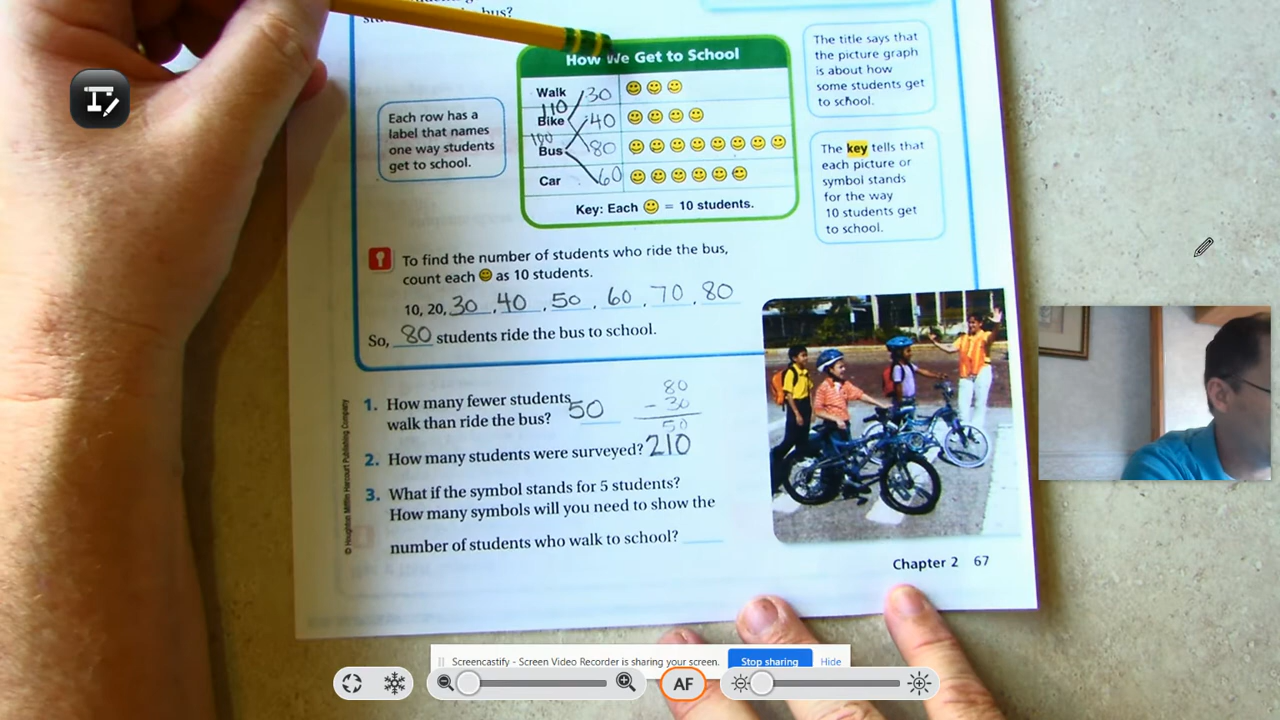 bus?
How We Get to School
Walk 30
110
Bike 40
100
Bus 80
Car 60
Key: Each = 10 students.
Each row has a
label that names
one way students
get to school.
The title says that
the picture graph
is about how
some students get
to school.
The key tells that
each picture or
symbol stands
for the way
10 students get
to school.
To find the number of students who ride the bus,
count each as 10 students.
10, 20, 30, 40, 50, 60, 70, 80
So, 80 students ride the bus to school.
1. How many fewer students
walk than ride the bus? 50
80
- 30
50
2. How many students were surveyed? 210
3. What if the symbol stands for 5 students?
How many symbols will you need to show the
number of students who walk to school?
© Houghton Mifflin Harcourt Publishing Company
Chapter 2 67
Screencastify - Screen Video Recorder is sharing your screen. Stop sharing Hide
AF